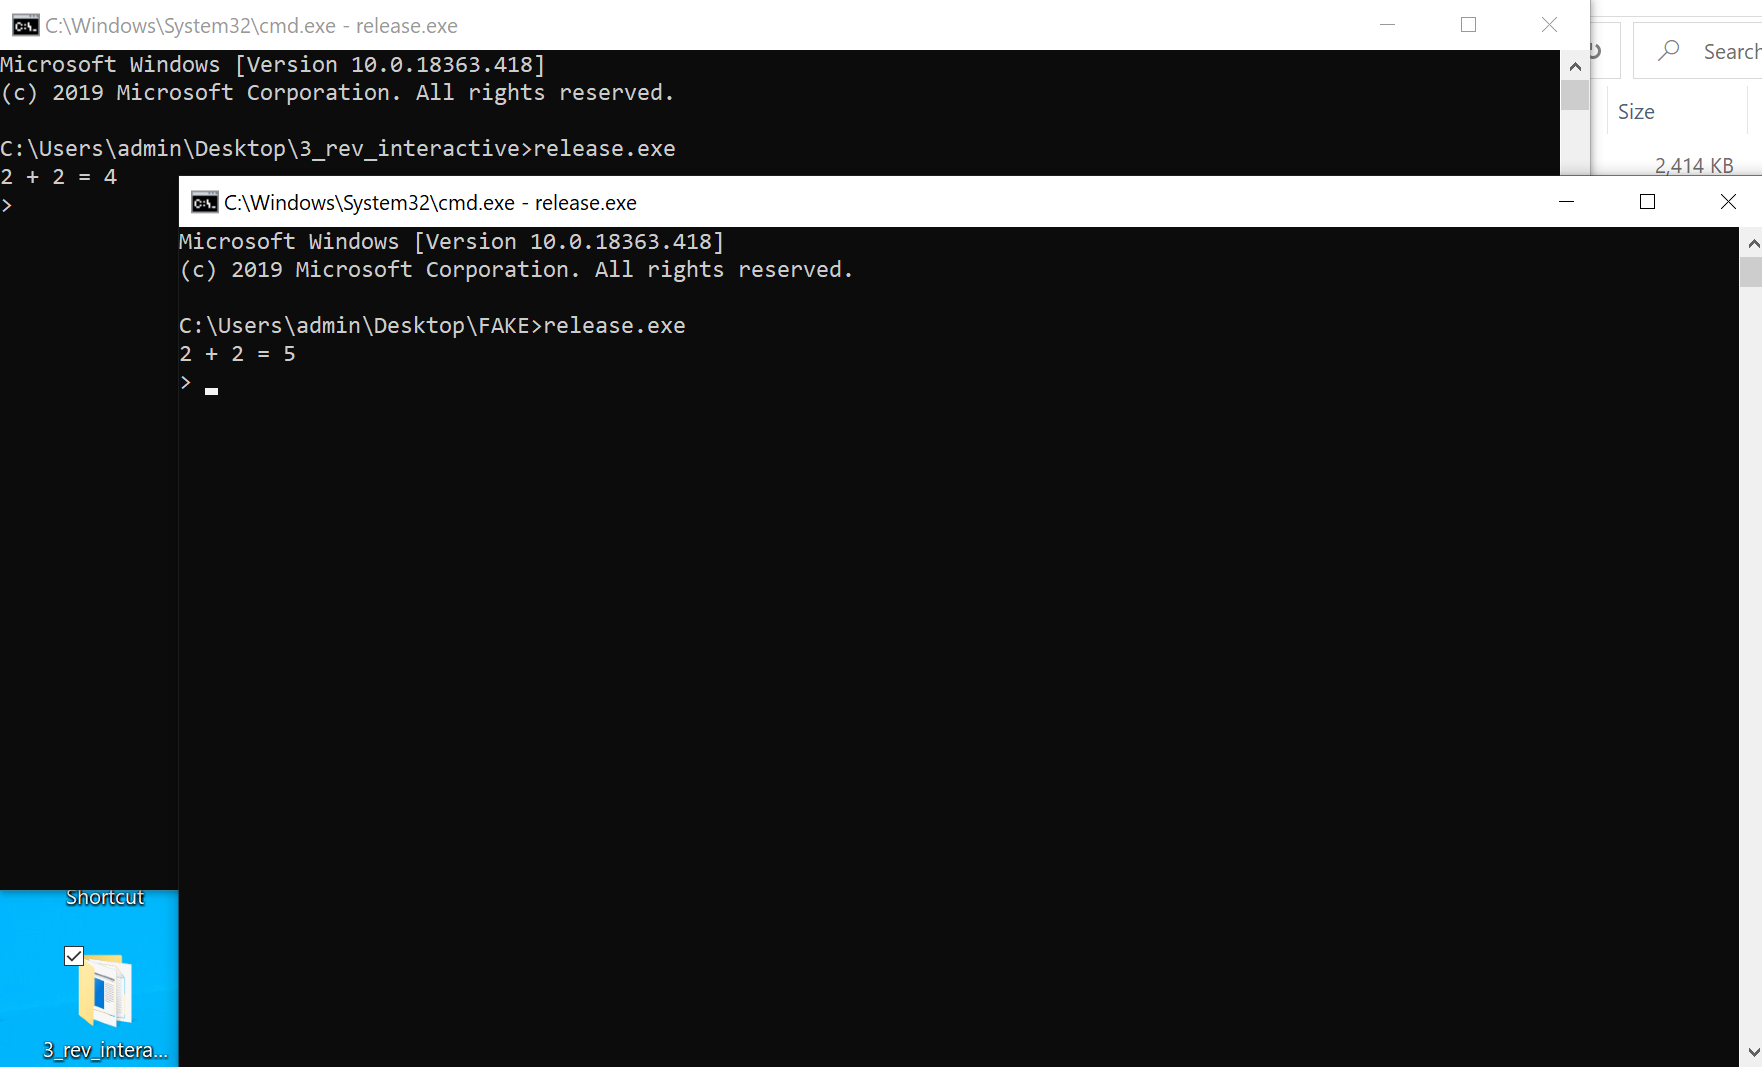 C:\Windows\System32\cmd.exe - release.exe
Microsoft Windows [Version 10.0.18363.418]
(c) 2019 Microsoft Corporation. All rights reserved.
C:\Users\admin\Desktop\3_rev_interactive>release.exe
2 + 2 = 4
>
Search
Size
2,414 KB
C:\Windows\System32\cmd.exe - release.exe
Microsoft Windows [Version 10.0.18363.418]
(c) 2019 Microsoft Corporation. All rights reserved.
C:\Users\admin\Desktop\FAKE>release.exe
2 + 2 = 5
>
Shortcut
3_rev_intera...